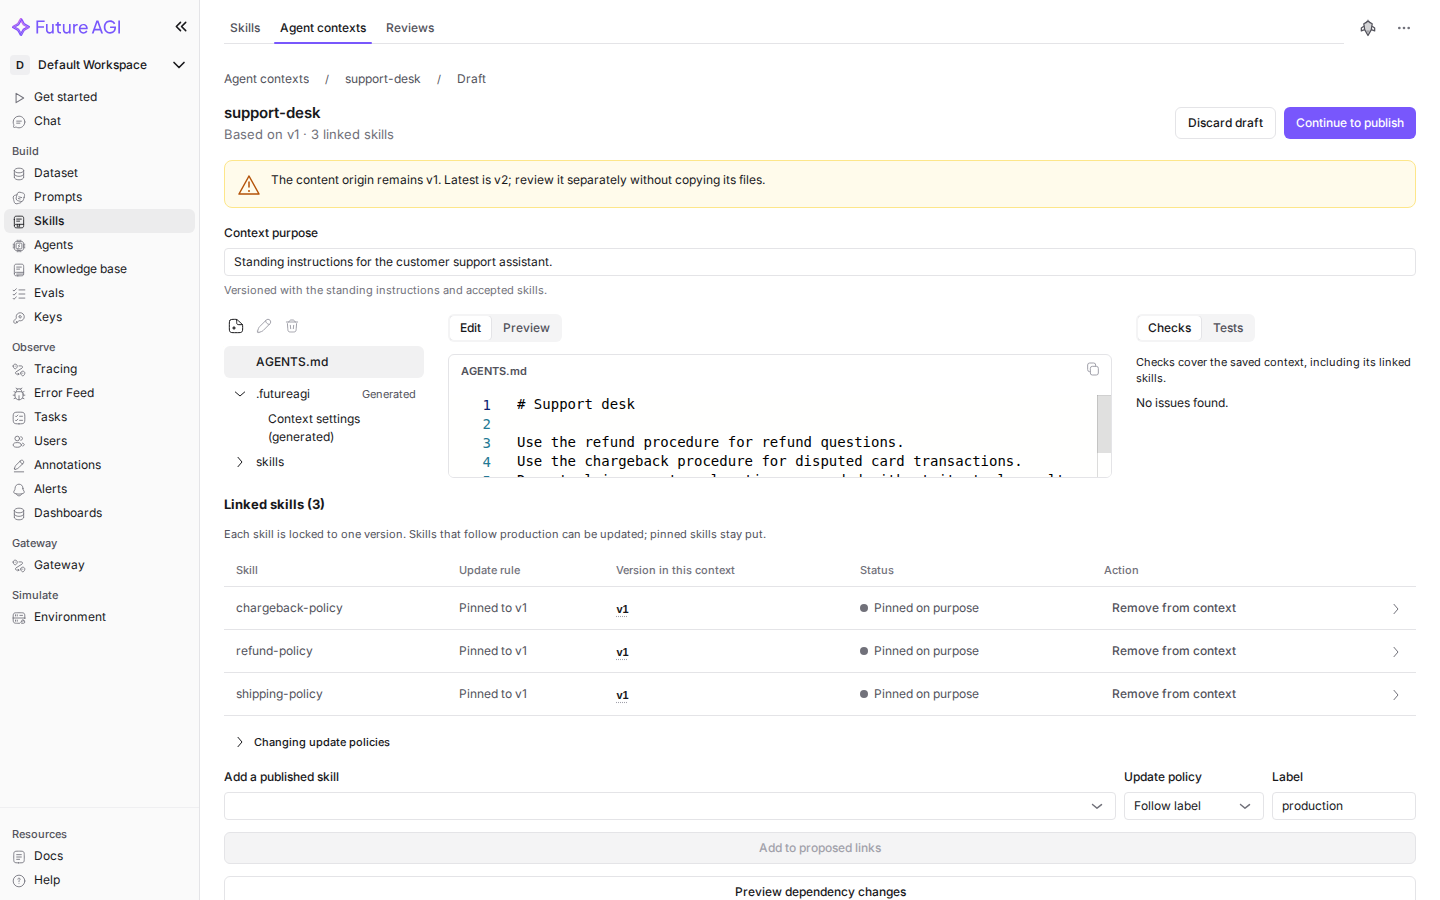 Future AGI
D Default Workspace
Get started
Chat
Build
Dataset
Prompts
Skills
Agents
Knowledge base
Evals
Keys
Observe
Tracing
Error Feed
Tasks
Users
Annotations
Alerts
Dashboards
Gateway
Gateway
Simulate
Environment
Resources
Docs
Help
Skills Agent contexts Reviews
Agent contexts / support-desk / Draft
support-desk
Based on v1 · 3 linked skills
Discard draft Continue to publish
The content origin remains v1. Latest is v2; review it separately without copying its files.
Context purpose
Standing instructions for the customer support assistant.
Versioned with the standing instructions and accepted skills.
AGENTS.md
.futureagi Generated
Context settings
(generated)
skills
Edit Preview
AGENTS.md
1 # Support desk
2
3 Use the refund procedure for refund questions.
4 Use the chargeback procedure for disputed card transactions.
Checks Tests
Checks cover the saved context, including its linked
skills.
No issues found.
Linked skills (3)
Each skill is locked to one version. Skills that follow production can be updated; pinned skills stay put.
Skill Update rule Version in this context Status Action
chargeback-policy Pinned to v1 v1 Pinned on purpose Remove from context
refund-policy Pinned to v1 v1 Pinned on purpose Remove from context
shipping-policy Pinned to v1 v1 Pinned on purpose Remove from context
Changing update policies
Add a published skill Update policy Label
Follow label production
Add to proposed links
Preview dependency changes